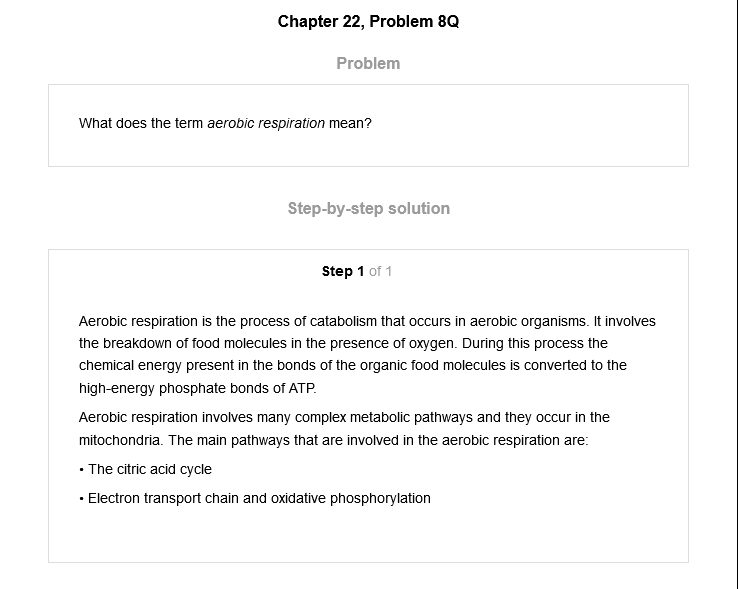 Chapter 22, Problem 8Q
Problem
What does the term aerobic respiration mean?
Step-by-step solution
Step 1 of 1
Aerobic respiration is the process of catabolism that occurs in aerobic organisms. It involves
the breakdown of food molecules in the presence of oxygen. During this process the
chemical energy present in the bonds of the organic food molecules is converted to the
high-energy phosphate bonds of ATP.
Aerobic respiration involves many complex metabolic pathways and they occur in the
mitochondria. The main pathways that are involved in the aerobic respiration are:
• The citric acid cycle
• Electron transport chain and oxidative phosphorylation